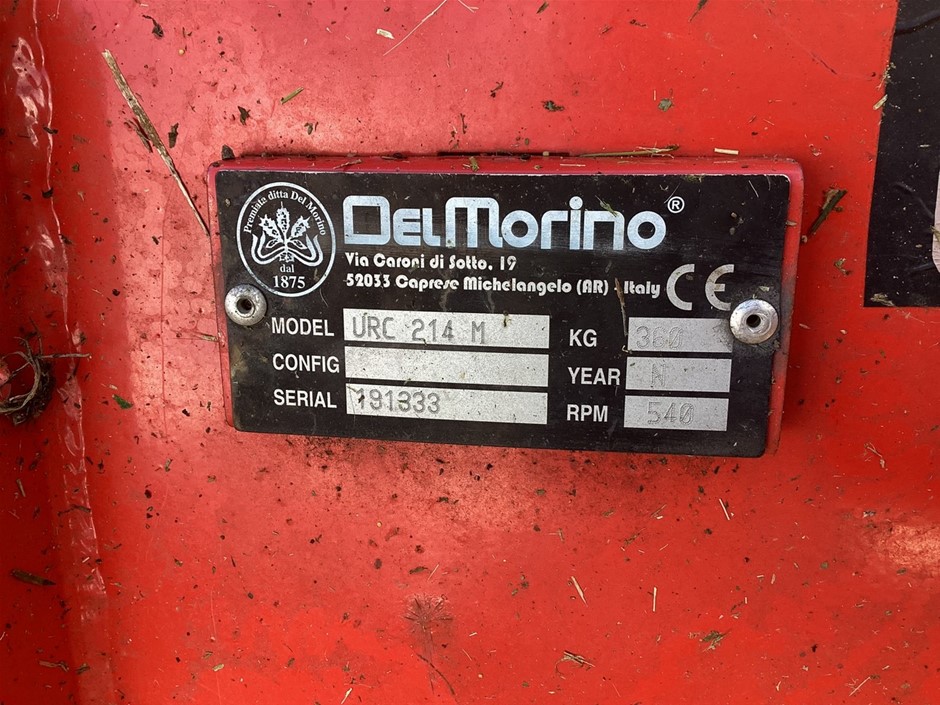 Premiata ditta Del Morino
dal
1875
DelMorino®
Via Caroni di Sotto, 19
52033 Caprese Michelangelo (AR) - Italy CE
MODEL URC 214 M KG 360
CONFIG YEAR N
SERIAL 191333 RPM 540